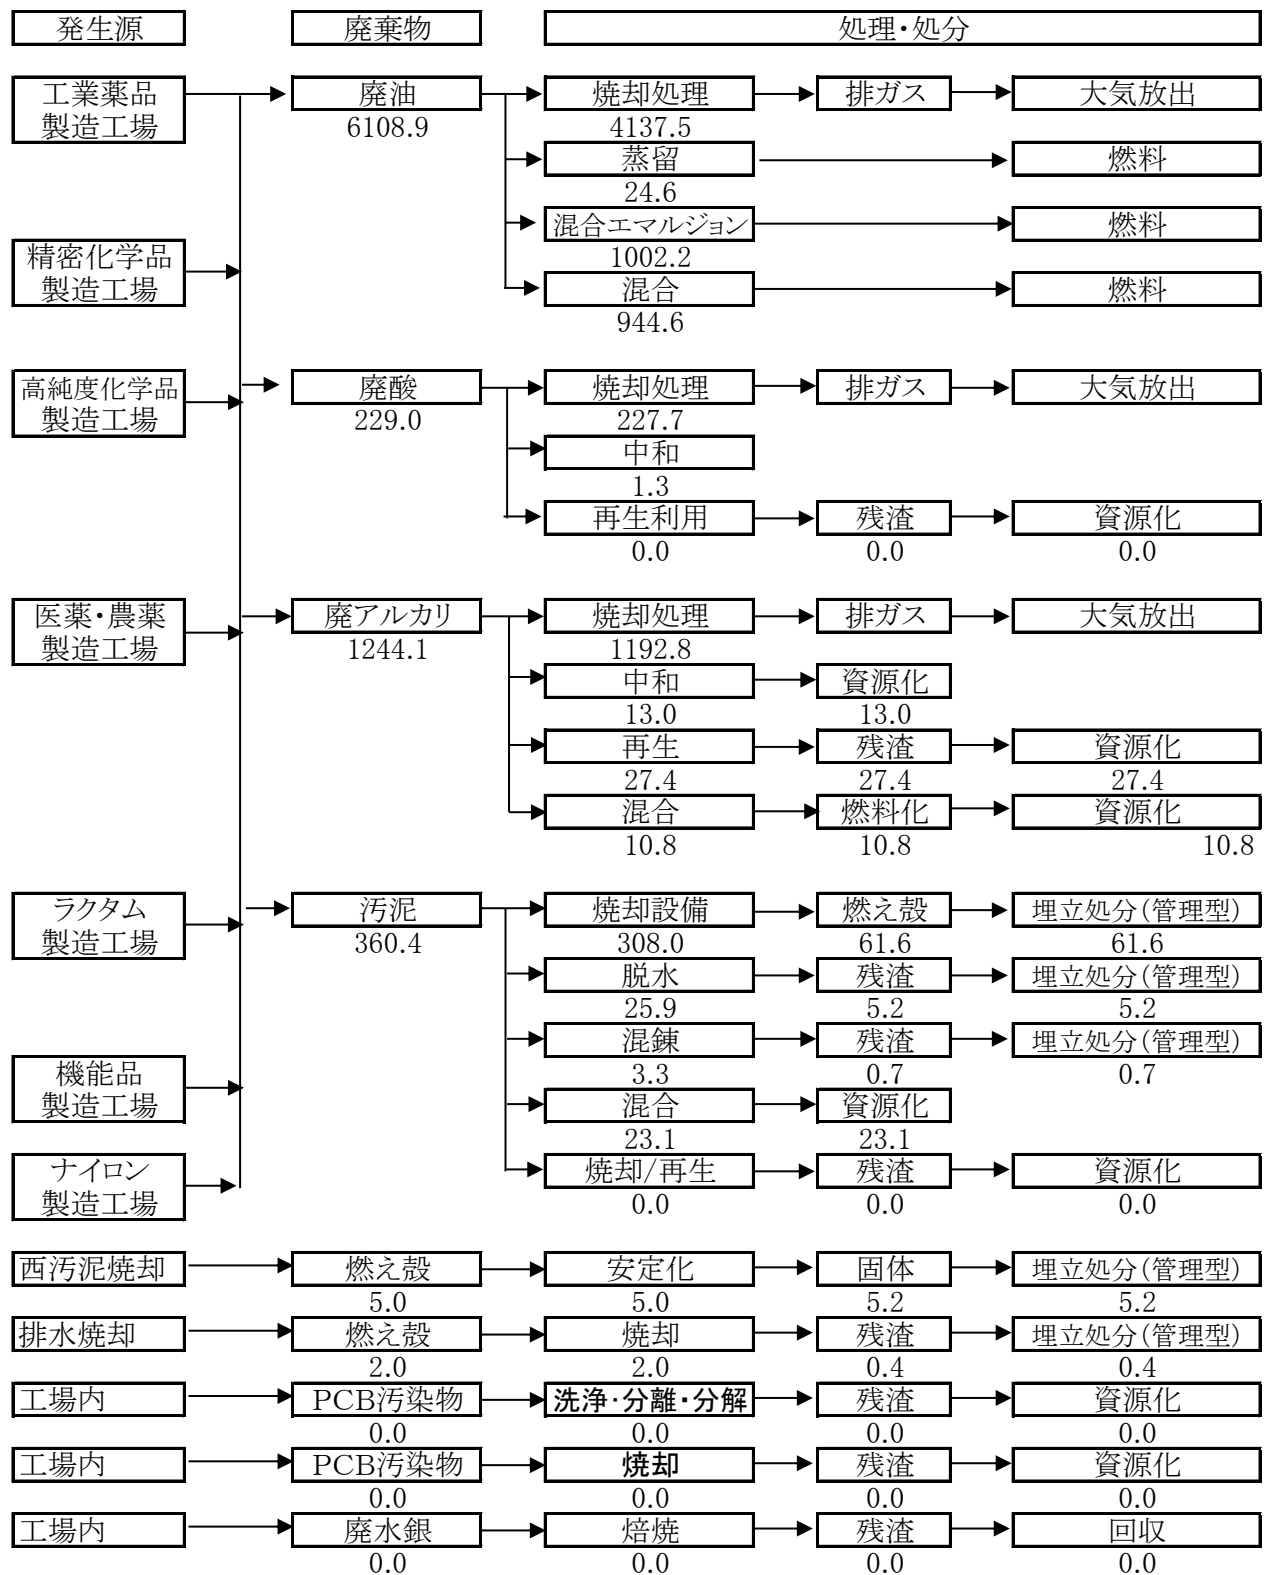 発生源 廃棄物 処理・処分
工業薬品 廃油 焼却処理 排ガス 大気放出
製造工場 6108.9 4137.5
蒸留 燃料
24.6
混合エマルジョン 燃料
精密化学品 1002.2
製造工場 混合 燃料
944.6
高純度化学品 廃酸 焼却処理 排ガス 大気放出
製造工場 229.0 227.7
中和
1.3
再生利用 残渣 資源化
0.0 0.0 0.0
医薬・農薬 廃アルカリ 焼却処理 排ガス 大気放出
製造工場 1244.1 1192.8
中和 資源化
13.0 13.0
再生 残渣 資源化
27.4 27.4 27.4
混合 燃料化 資源化
10.8 10.8 10.8
ラクタム 汚泥 焼却設備 燃え殻 埋立処分(管理型)
製造工場 360.4 308.0 61.6 61.6
脱水 残渣 埋立処分(管理型)
25.9 5.2 5.2
混錬 残渣 埋立処分(管理型)
機能品 3.3 0.7 0.7
製造工場 混合 資源化
23.1 23.1
ナイロン 焼却/再生 残渣 資源化
製造工場 0.0 0.0 0.0
西汚泥焼却 燃え殻 安定化 固体 埋立処分(管理型)
5.0 5.0 5.2 5.2
排水焼却 燃え殻 焼却 残渣 埋立処分(管理型)
2.0 2.0 0.4 0.4
工場内 PCB汚染物 洗浄・分離・分解 残渣 資源化
0.0 0.0 0.0 0.0
工場内 PCB汚染物 焼却 残渣 資源化
0.0 0.0 0.0 0.0
工場内 廃水銀 焙焼 残渣 回収
0.0 0.0 0.0 0.0